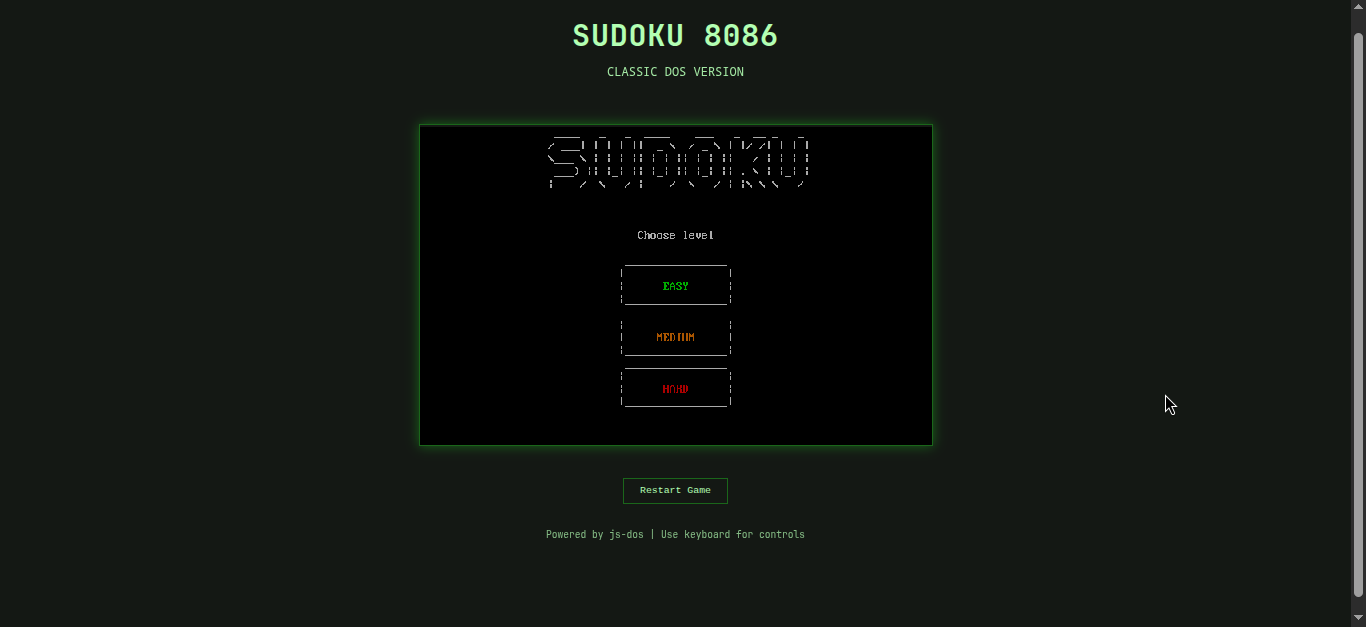 SUDOKU 8086
CLASSIC DOS VERSION
SUDOKU
Choose level
EASY
MEDIUM
HARD
Restart Game
Powered by js-dos | Use keyboard for controls